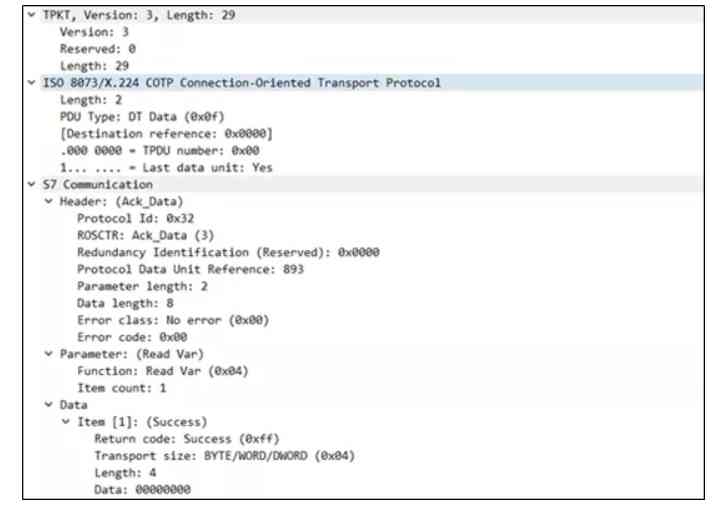 TPKT, Version: 3, Length: 29
Version: 3
Reserved: 0
Length: 29
ISO 8073/X.224 COTP Connection-Oriented Transport Protocol
Length: 2
PDU Type: DT Data (0x0f)
[Destination reference: 0x0000]
.000 0000 = TPDU number: 0x00
1... .... = Last data unit: Yes
S7 Communication
Header: (Ack_Data)
Protocol Id: 0x32
ROSCTR: Ack_Data (3)
Redundancy Identification (Reserved): 0x0000
Protocol Data Unit Reference: 893
Parameter length: 2
Data length: 8
Error class: No error (0x00)
Error code: 0x00
Parameter: (Read Var)
Function: Read Var (0x04)
Item count: 1
Data
Item [1]: (Success)
Return code: Success (0xff)
Transport size: BYTE/WORD/DWORD (0x04)
Length: 4
Data: 00000000